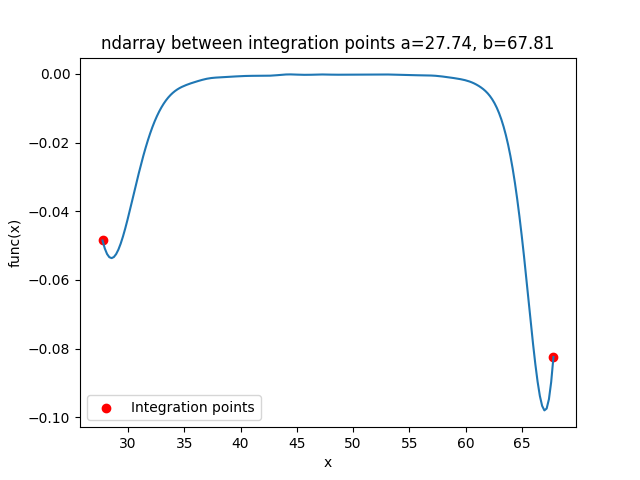 ndarray between integration points a=27.74, b=67.81
0.00
−0.02
−0.04
−0.06
−0.08
−0.10
func(x)
Integration points
30 35 40 45 50 55 60 65
x